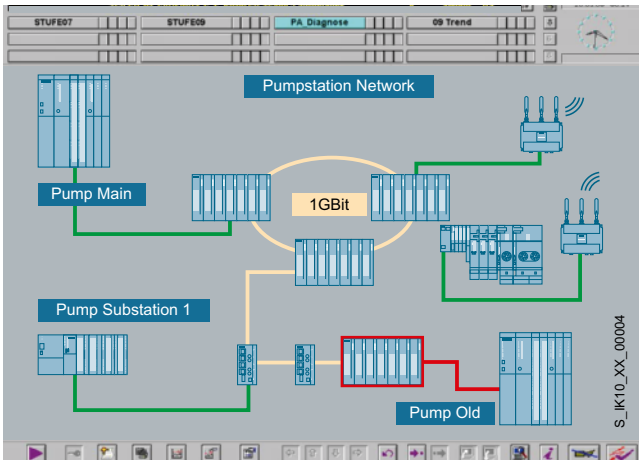 STUFE07
STUFE09
PA_Diagnose
09 Trend
Pumpstation Network
Pump Main
1GBit
Pump Substation 1
Pump Old
S_IK10_XX_00004